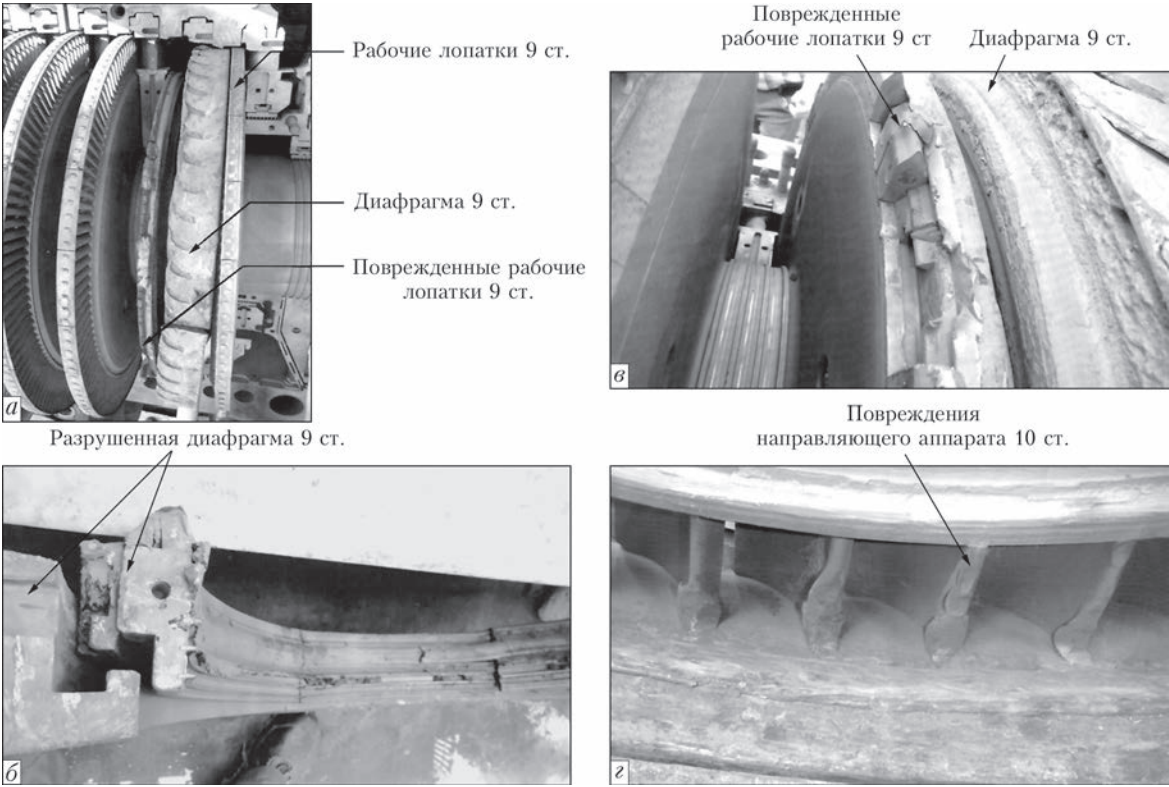 Рабочие лопатки 9 ст.
Диафрагма 9 ст.
Поврежденные рабочие
лопатки 9 ст.
а
Поврежденные
рабочие лопатки 9 ст
Диафрагма 9 ст.
в
Разрушенная диафрагма 9 ст.
б
Повреждения
направляющего аппарата 10 ст.
г